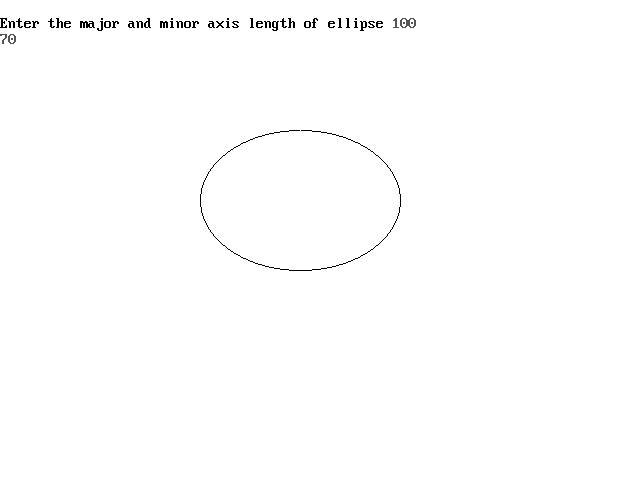 Enter the major and minor axis length of ellipse 100
70